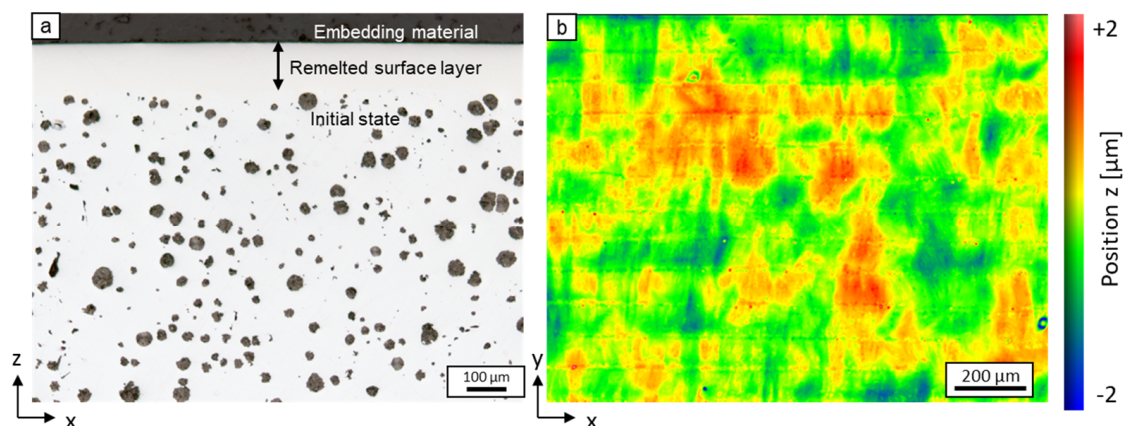 a
Embedding material
Remelted surface layer
Initial state
100 µm
z
x
b
200 µm
y
x
+2
Position z [µm]
-2